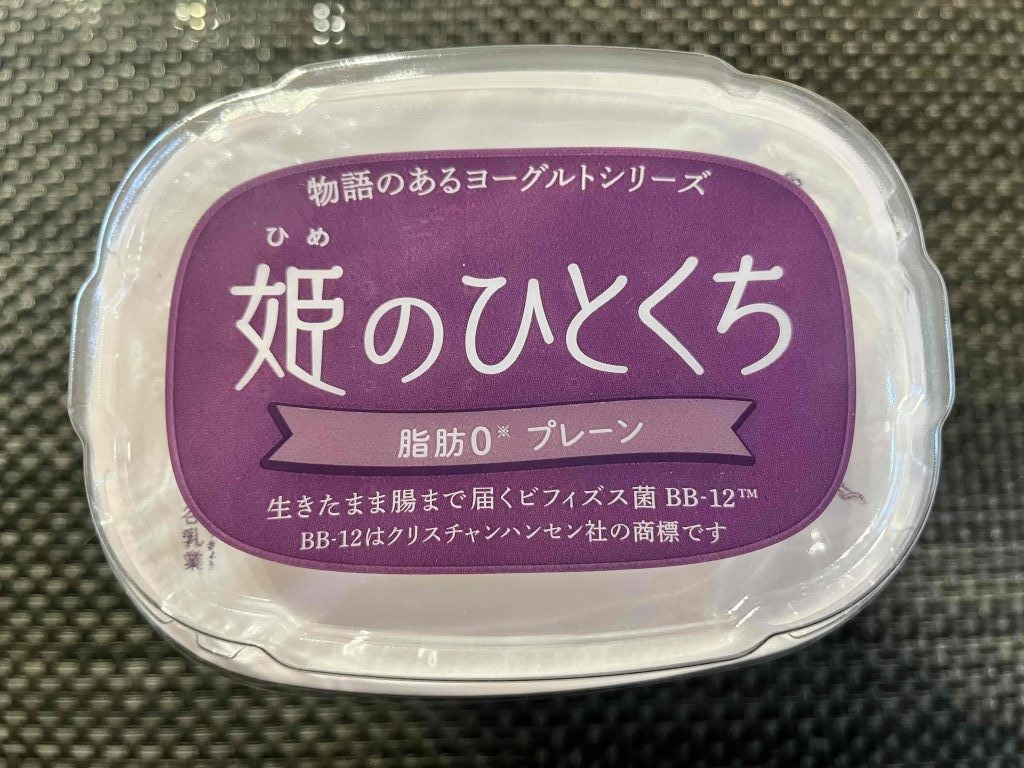 物語のあるヨーグルトシリーズ
ひめ
姫のひとくち
脂肪0※ プレーン
生きたまま腸まで届くビフィズス菌 BB-12™
BB-12はクリスチャンハンセン社の商標です
乳業